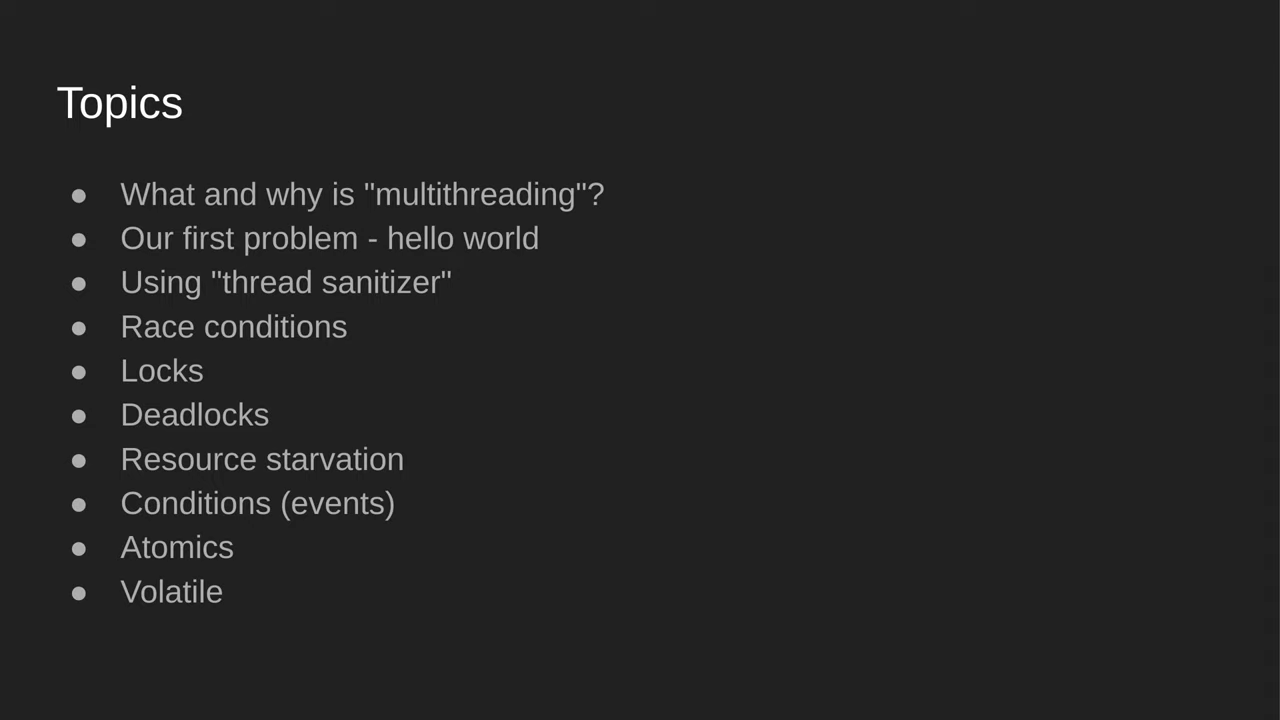 Topics
● What and why is "multithreading"?
● Our first problem - hello world
● Using "thread sanitizer"
● Race conditions
● Locks
● Deadlocks
● Resource starvation
● Conditions (events)
● Atomics
● Volatile